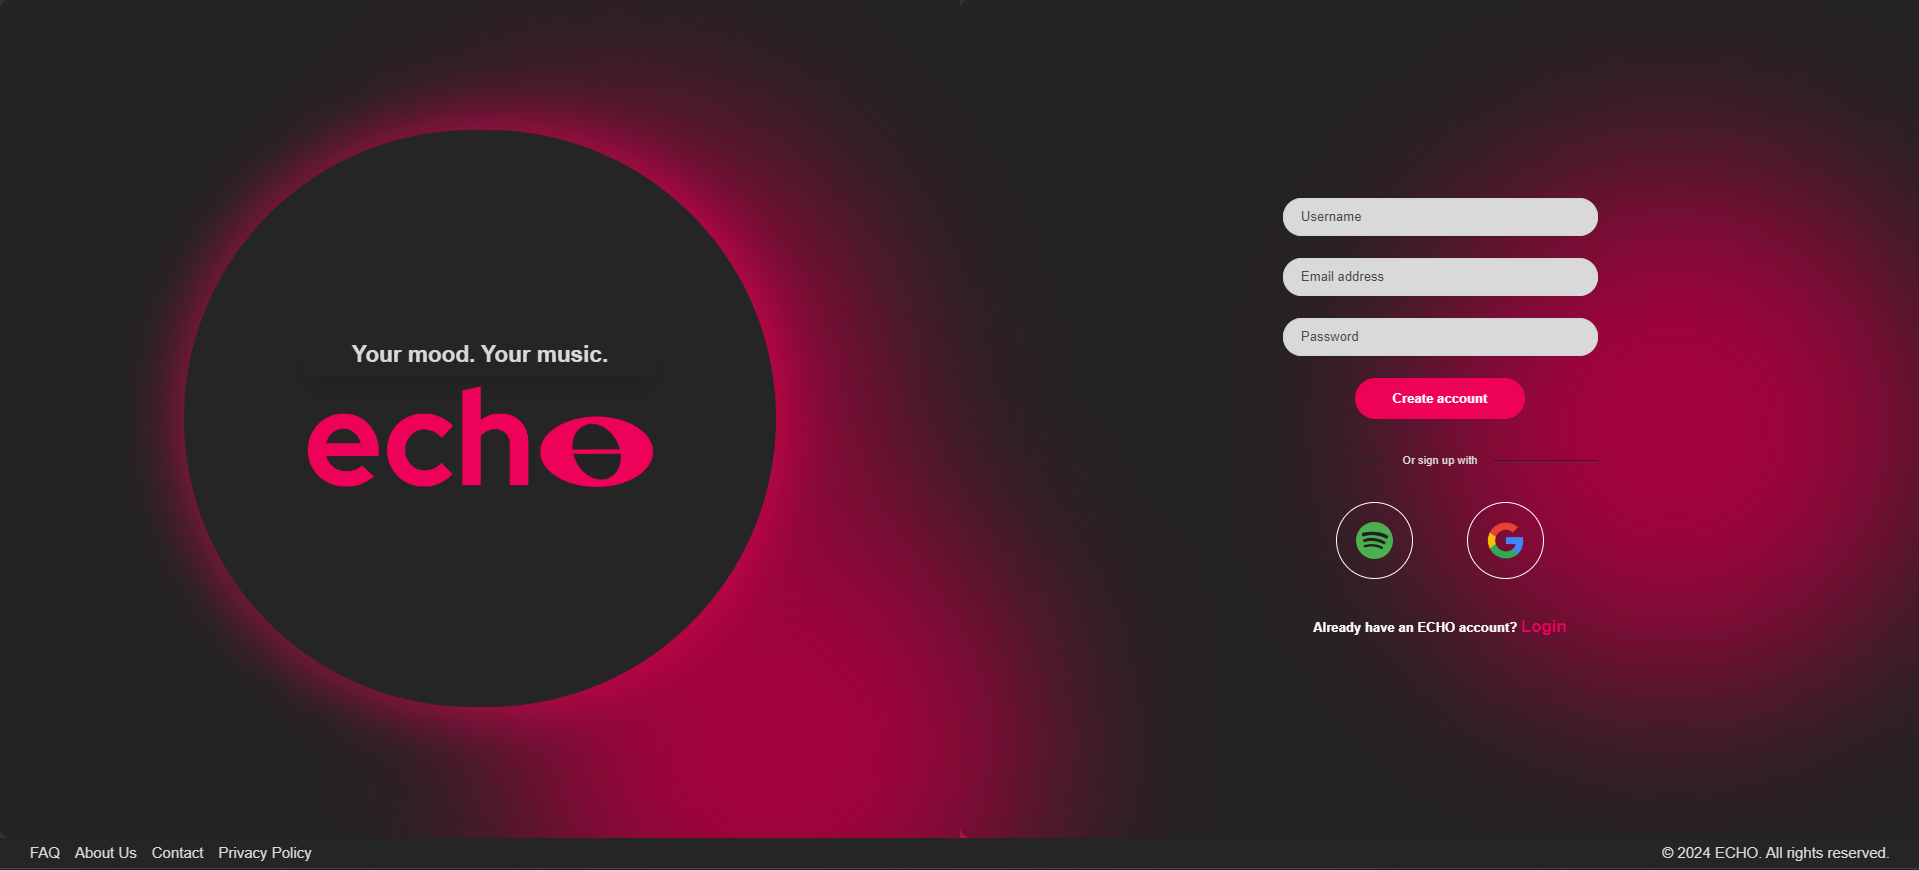 Your mood. Your music.
echo
Username
Email address
Password
Create account
Or sign up with
Already have an ECHO account? Login
FAQ About Us Contact Privacy Policy
© 2024 ECHO. All rights reserved.